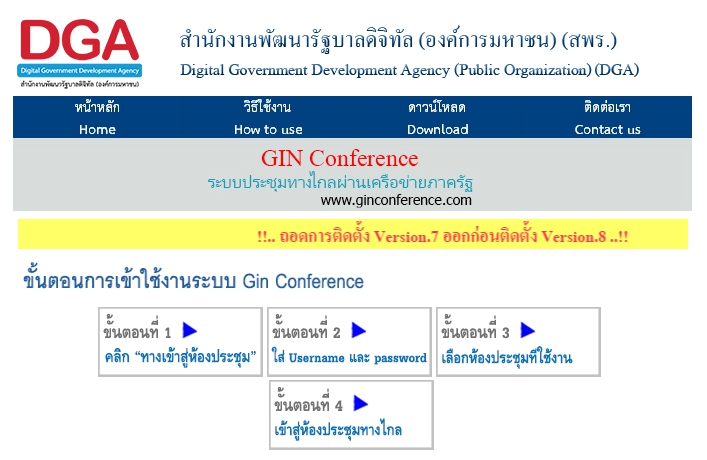 DGA
Digital Government Development Agency
สำนักงานพัฒนารัฐบาลดิจิทัล (องค์การมหาชน)
สำนักงานพัฒนารัฐบาลดิจิทัล (องค์การมหาชน) (สพร.)
Digital Government Development Agency (Public Organization) (DGA)
หน้าหลัก วิธีใช้งาน ดาวน์โหลด ติดต่อเรา
Home How to use Download Contact us
GIN Conference
ระบบประชุมทางไกลผ่านเครือข่ายภาครัฐ
www.ginconference.com
!!.. ถอดการติดตั้ง Version.7 ออกก่อนติดตั้ง Version.8 ..!!
ขั้นตอนการเข้าใช้งานระบบ Gin Conference
ขั้นตอนที่ 1
คลิก “ทางเข้าสู่ห้องประชุม”
ขั้นตอนที่ 2
ใส่ Username และ password
ขั้นตอนที่ 3
เลือกห้องประชุมที่ใช้งาน
ขั้นตอนที่ 4
เข้าสู่ห้องประชุมทางไกล